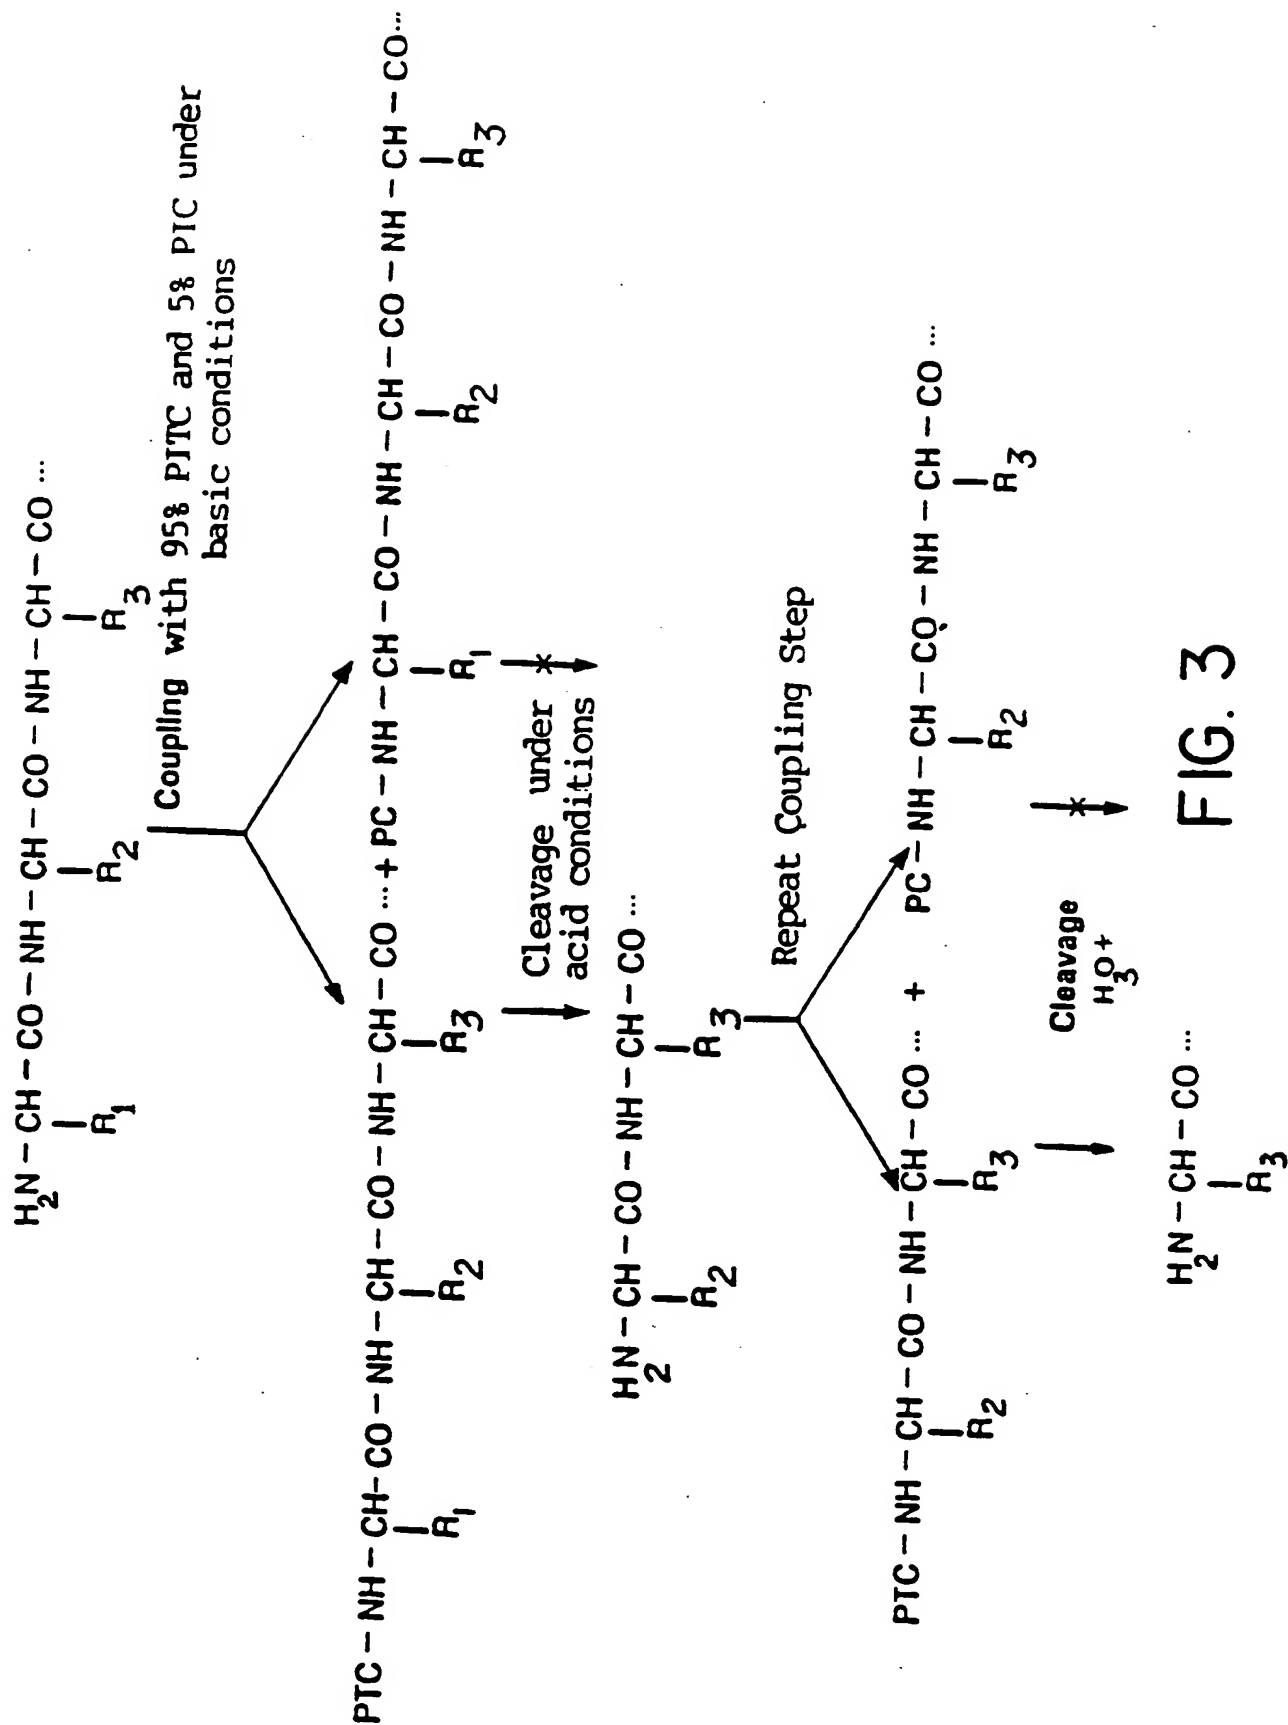 H2N – CH – CO – NH – CH – CO – NH – CH – CO ...
R1 R2 R3
Coupling with 95% PITC and 5% PIC under
basic conditions
PTC – NH – CH – CO – NH – CH – CO – NH – CH – CO ... + PC – NH – CH – CO – NH – CH – CO – NH – CH – CO ...
R1 R2 R3 R1 R2 R3
Cleavage under
acid conditions
H2N – CH – CO – NH – CH – CO ...
R2 R3
Repeat Coupling Step
PTC – NH – CH – CO – NH – CH – CO ... + PC – NH – CH – CO – NH – CH – CO ...
R2 R3 R2 R3
Cleavage
H3O+
H2N – CH – CO ...
R3
FIG. 3